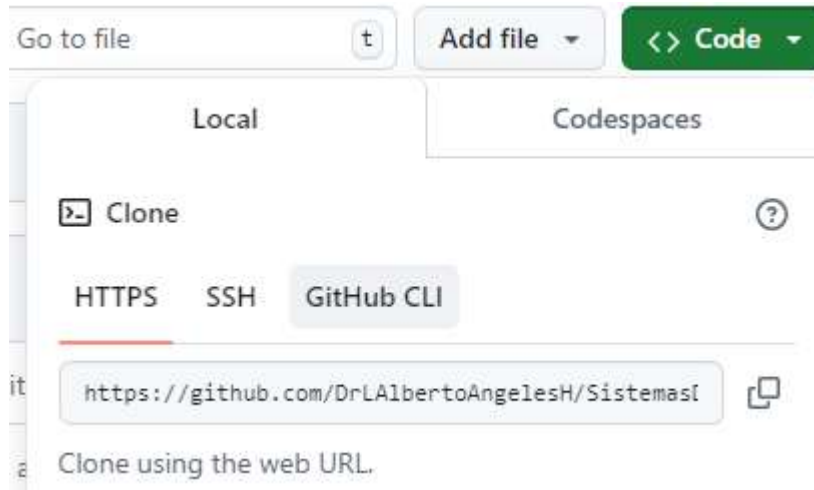 Go to file t Add file <> Code
Local Codespaces
Clone
HTTPS SSH GitHub CLI
https://github.com/DrLAlbertoAngelesH/Sistemas
it
Clone using the web URL.